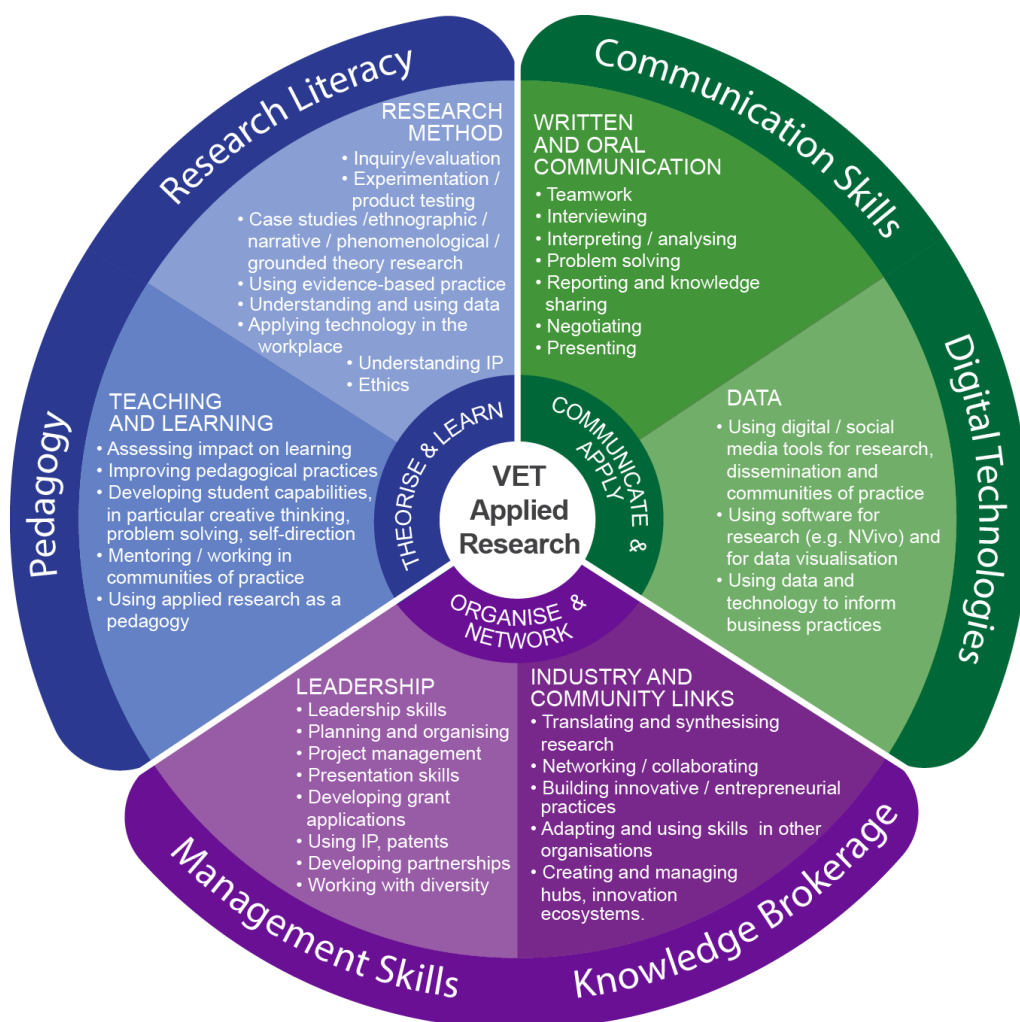 Research Literacy
RESEARCH
METHOD
• Inquiry/evaluation
• Experimentation /
product testing
• Case studies /ethnographic /
narrative / phenomenological /
grounded theory research
• Using evidence-based practice
• Understanding and using data
• Applying technology in the
workplace
• Understanding IP
• Ethics
Communication Skills
WRITTEN
AND ORAL
COMMUNICATION
• Teamwork
• Interviewing
• Interpreting / analysing
• Problem solving
• Reporting and knowledge
sharing
• Negotiating
• Presenting
Pedagogy
TEACHING
AND LEARNING
• Assessing impact on learning
• Improving pedagogical practices
• Developing student capabilities,
in particular creative thinking,
problem solving, self-direction
• Mentoring / working in
communities of practice
• Using applied research as a
pedagogy
THEORISE & LEARN
VET
Applied
Research
COMMUNICATE &
APPLY
ORGANISE &
NETWORK
Digital Technologies
DATA
• Using digital / social
media tools for research,
dissemination and
communities of practice
• Using software for
research (e.g. NVivo) and
for data visualisation
• Using data and
technology to inform
business practices
LEADERSHIP
• Leadership skills
• Planning and organising
• Project management
• Presentation skills
• Developing grant
applications
• Using IP, patents
• Developing partnerships
• Working with diversity
Management Skills
INDUSTRY AND
COMMUNITY LINKS
• Translating and synthesising
research
• Networking / collaborating
• Building innovative / entrepreneurial
practices
• Adapting and using skills in other
organisations
• Creating and managing
hubs, innovation
ecosystems.
Knowledge Brokerage